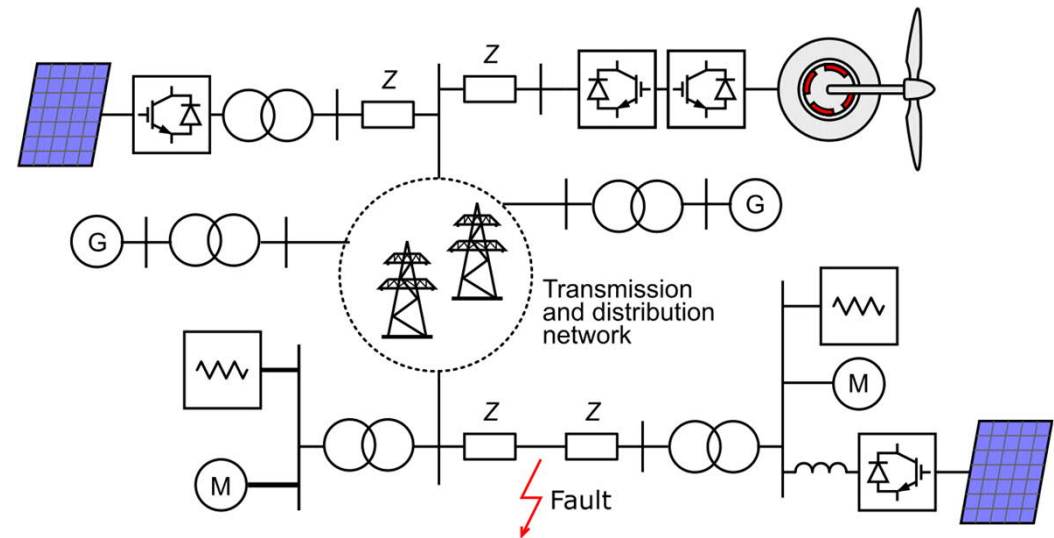 Z
Z
G
G
Transmission
and distribution
network
M
Z
Z
M
Fault